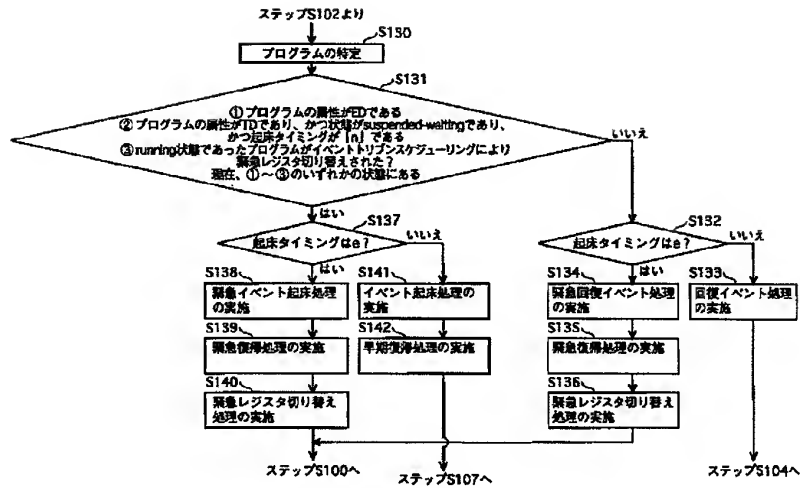 ステップS102より
S130
プログラムの特定
S131
① プログラムの属性がEDである
② プログラムの属性がTDであり、かつ状態がsuspended-waitingであり、
かつ起床タイミングが「n」である
③ running状態であったプログラムがイベントドリブンスケジューリングにより
緊急レジスタ切り替えされた?
現在、①〜③のいずれかの状態にある
いいえ
はい
S137
起床タイミングはe?
いいえ
はい
S132
起床タイミングはe?
いいえ
はい
S138
緊急イベント起床処理
の実施
S141
イベント起床処理の実施
S134
緊急回復イベント処理
の実施
S133
回復イベント処理
の実施
S139
緊急復帰処理の実施
S142
早期復帰処理の実施
S135
緊急復帰処理の実施
S140
緊急レジスタ切り替え
処理の実施
S136
緊急レジスタ切り替え
処理の実施
ステップS100へ
ステップS107へ
ステップS104へ